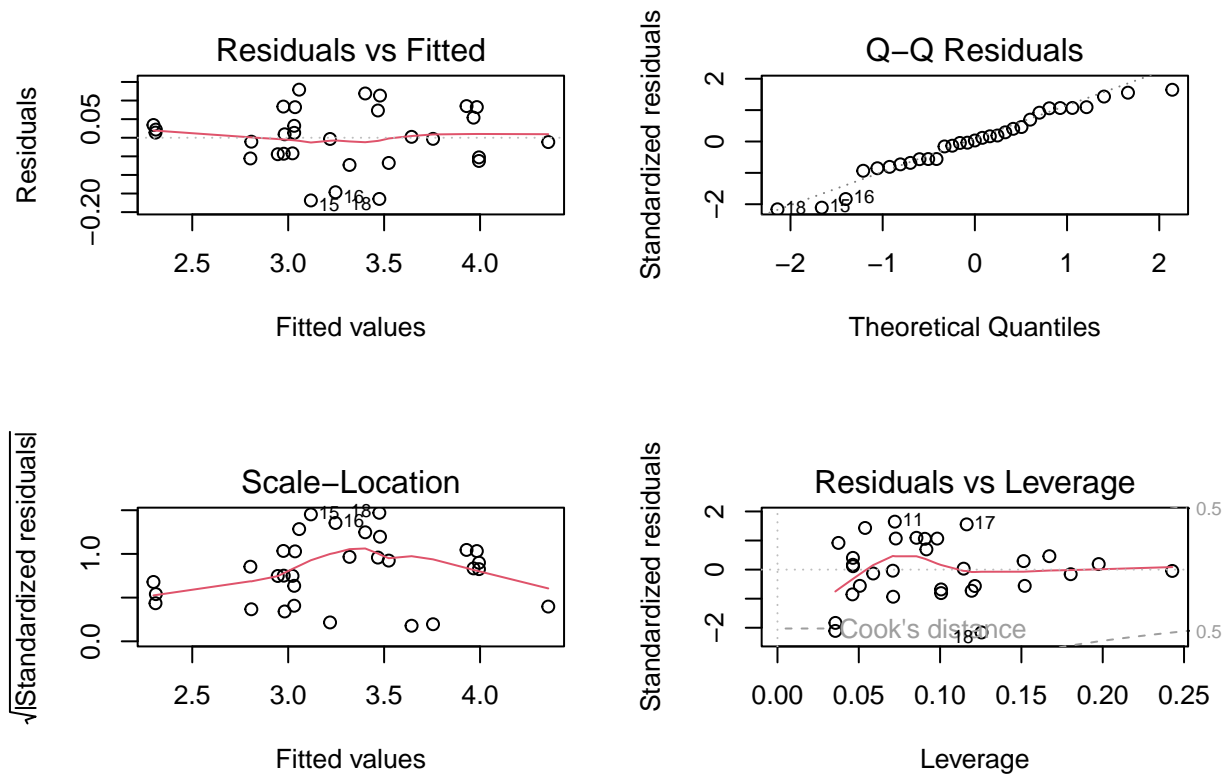 Residuals vs Fitted
Residuals
0.05
−0.20
15
16
18
2.5 3.0 3.5 4.0
Fitted values
Q−Q Residuals
Standardized residuals
2
0
−2
18
15
16
−2 −1 0 1 2
Theoretical Quantiles
Scale−Location
√|Standardized residuals|
1.0
0.0
15
16
18
2.5 3.0 3.5 4.0
Fitted values
Residuals vs Leverage
Standardized residuals
2
0
−2
11
17
18
Cook's distance
0.5
0.5
0.00 0.05 0.10 0.15 0.20 0.25
Leverage